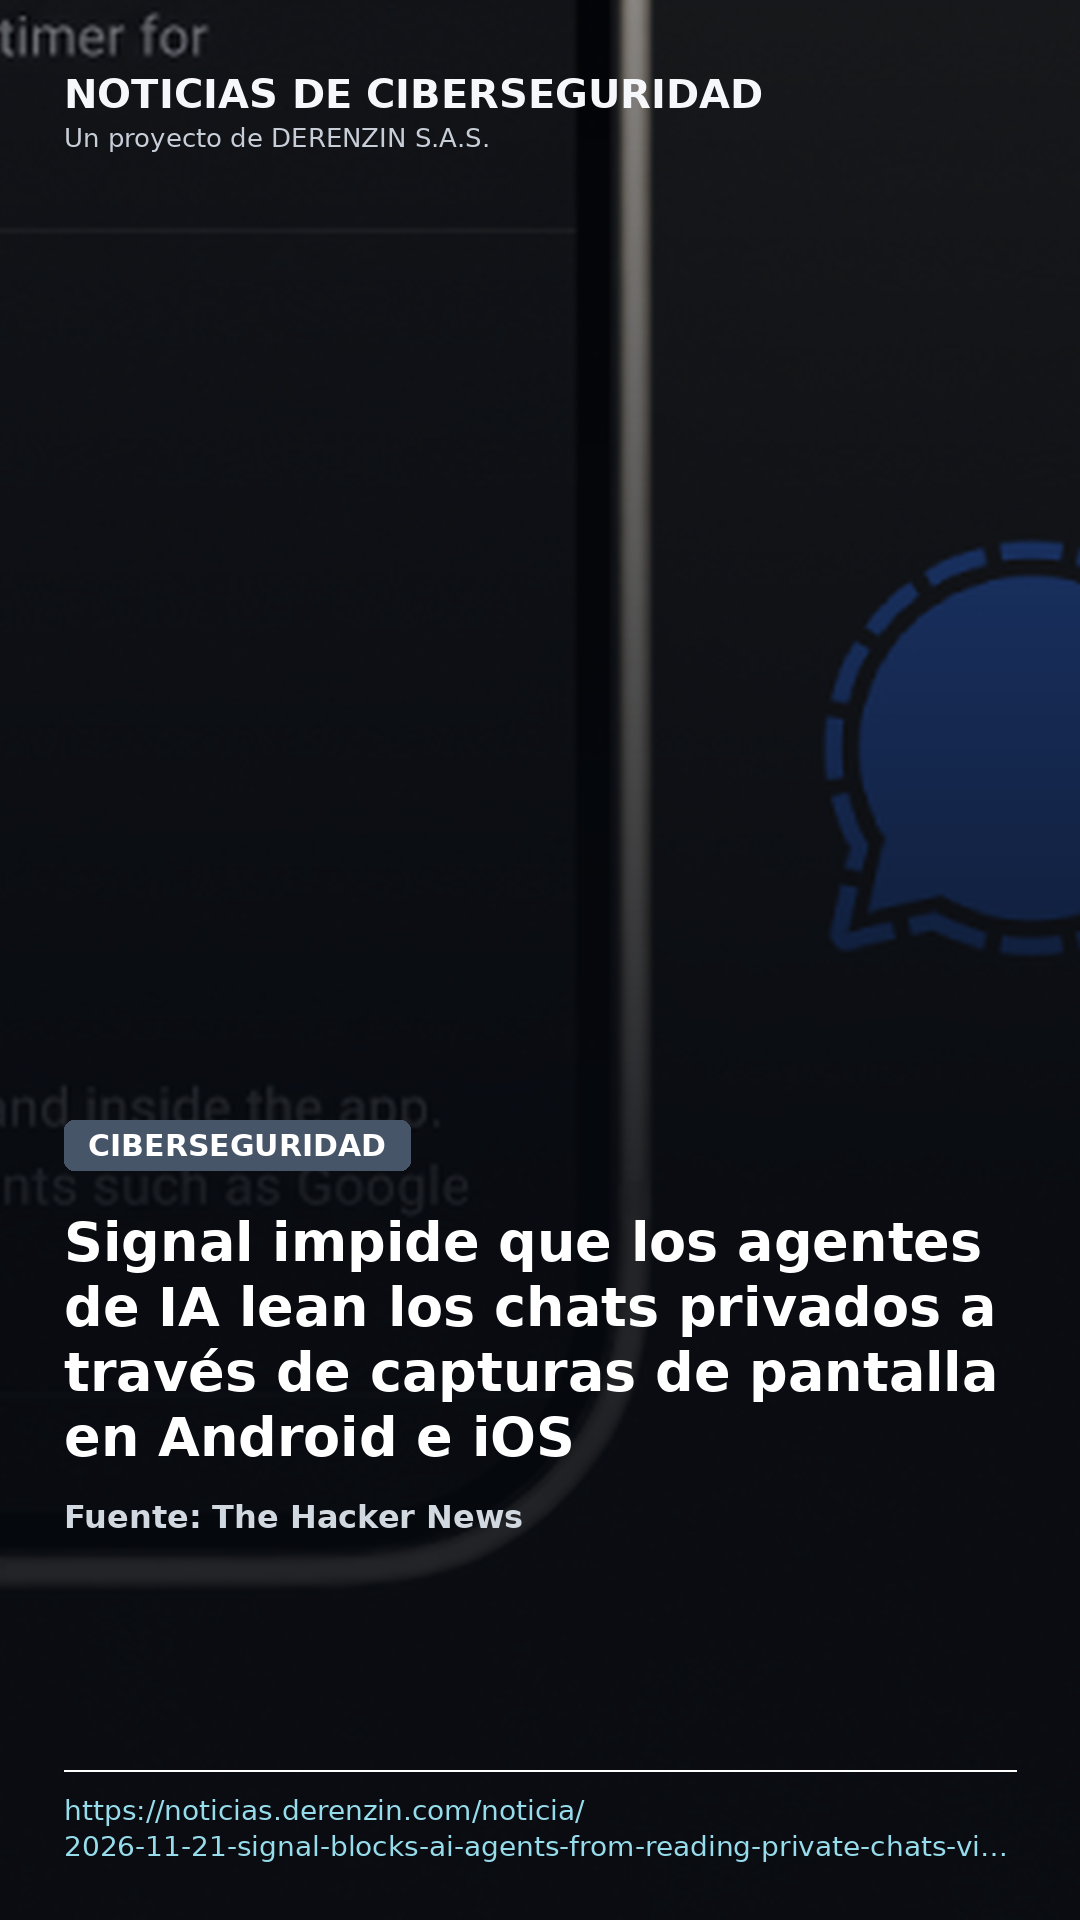 timer for
NOTICIAS DE CIBERSEGURIDAD
Un proyecto de DERENZIN S.A.S.
and inside the app.
CIBERSEGURIDAD
nts such as Google
Signal impide que los agentes
de IA lean los chats privados a
través de capturas de pantalla
en Android e iOS
Fuente: The Hacker News
https://noticias.derenzin.com/noticia/
2026-11-21-signal-blocks-ai-agents-from-reading-private-chats-vi...